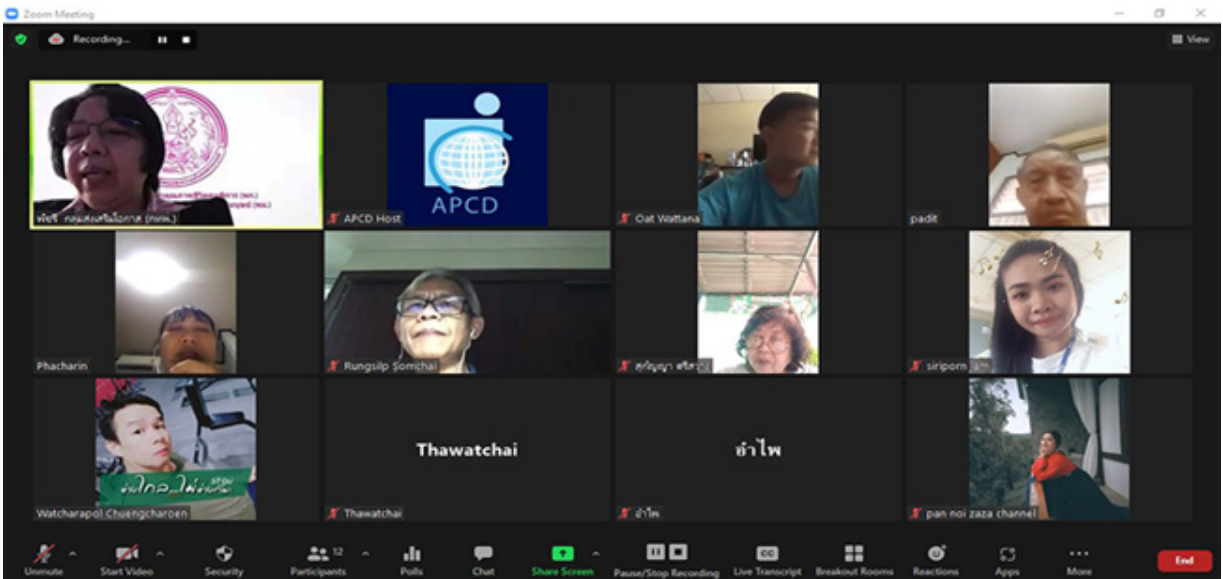 Zoom Meeting
Recording...
View
APCD
APCD Host
Oat Wattana
padit
Phacharin
Rungsilp Somchai
siriporn
Watcharapol Chuengcharoen
Thawatchai
Thawatchai
อำไพ
อำไพ
pan noi zaza channel
Unmute
Start Video
Security
12
Participants
Polls
Chat
Share Screen
Pause/Stop Recording
CC
Live Transcript
Breakout Rooms
Reactions
Apps
More
End